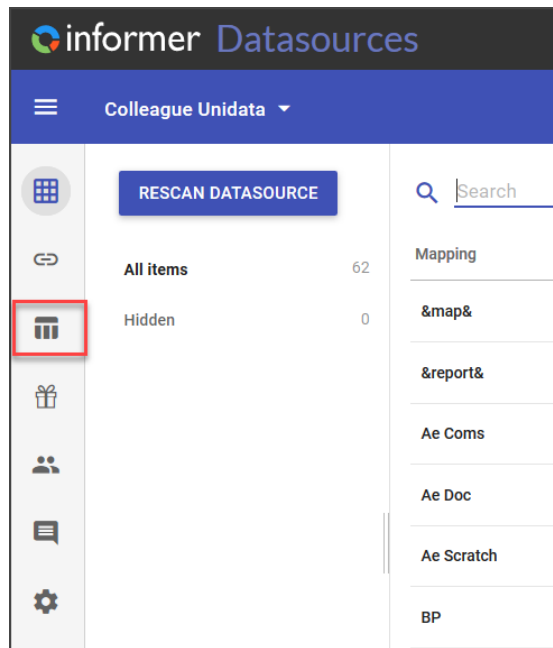 informer Datasources
Colleague Unidata
RESCAN DATASOURCE
Search
All items 62
Mapping
Hidden 0
&map&
&report&
Ae Coms
Ae Doc
Ae Scratch
BP